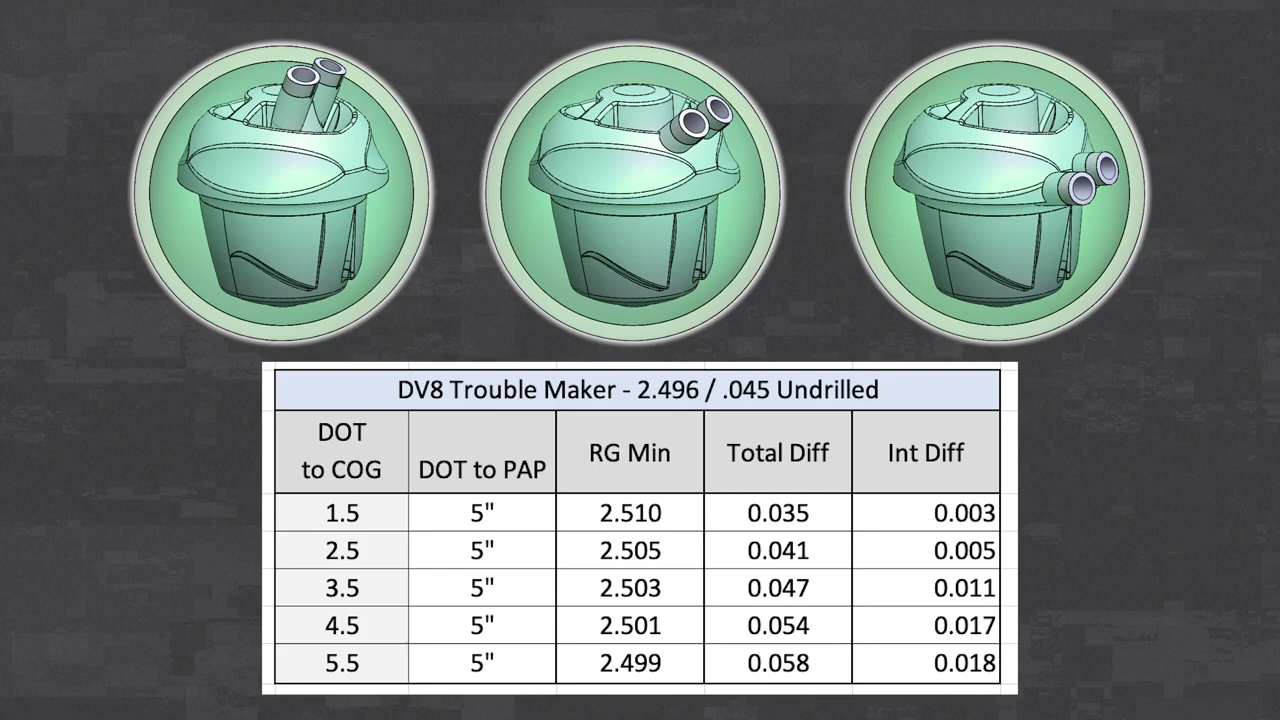 DV8 Trouble Maker - 2.496 / .045 Undrilled
DOT to COG DOT to PAP RG Min Total Diff Int Diff
1.5 5" 2.510 0.035 0.003
2.5 5" 2.505 0.041 0.005
3.5 5" 2.503 0.047 0.011
4.5 5" 2.501 0.054 0.017
5.5 5" 2.499 0.058 0.018